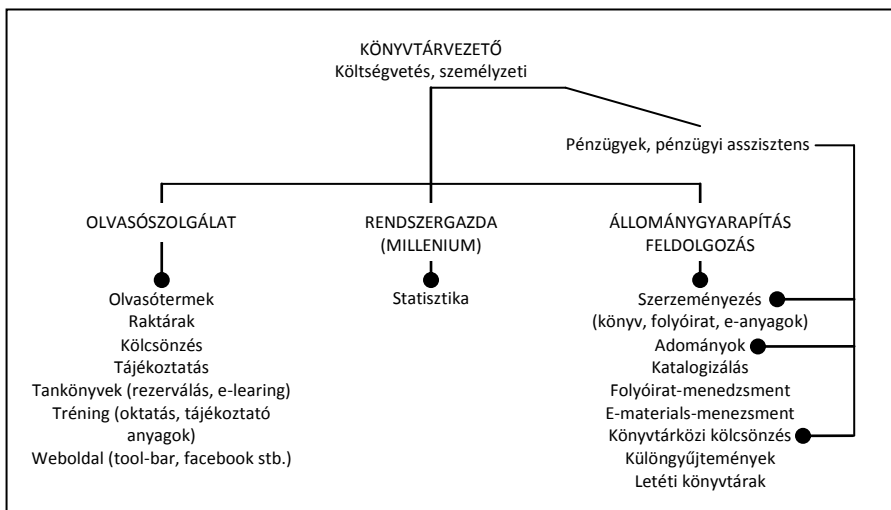 KÖNYVTÁRVEZETŐ
Költségvetés, személyzeti
Pénzügyek, pénzügyi asszisztens
OLVASÓSZOLGÁLAT
RENDSZERGAZDA
(MILLENIUM)
ÁLLOMÁNYGYARAPÍTÁS
FELDOLGOZÁS
Olvasótermek
Raktárak
Kölcsönzés
Tájékoztatás
Tankönyvek (rezerválás, e-learing)
Tréning (oktatás, tájékoztató
anyagok)
Weboldal (tool-bar, facebook stb.)
Statisztika
Szerzeményezés
(könyv, folyóirat, e-anyagok)
Adományok
Katalogizálás
Folyóirat-menedzsment
E-materials-menezsment
Könyvtárközi kölcsönzés
Különgyűjtemények
Letéti könyvtárak